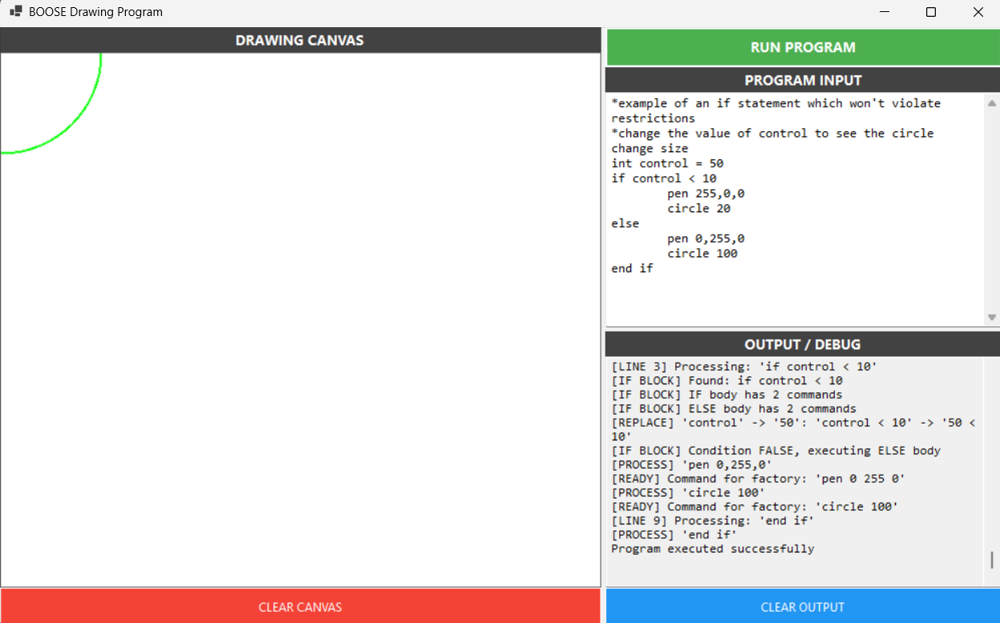 BOOSE Drawing Program
DRAWING CANVAS
RUN PROGRAM
PROGRAM INPUT
*example of an if statement which won't violate
restrictions
*change the value of control to see the circle
change size
int control = 50
if control < 10
        pen 255,0,0
        circle 20
else
        pen 0,255,0
        circle 100
end if
OUTPUT / DEBUG
[LINE 3] Processing: 'if control < 10'
[IF BLOCK] Found: if control < 10
[IF BLOCK] IF body has 2 commands
[IF BLOCK] ELSE body has 2 commands
[REPLACE] 'control' -> '50': 'control < 10' -> '50 <
10'
[IF BLOCK] Condition FALSE, executing ELSE body
[PROCESS] 'pen 0,255,0'
[READY] Command for factory: 'pen 0 255 0'
[PROCESS] 'circle 100'
[READY] Command for factory: 'circle 100'
[LINE 9] Processing: 'end if'
[PROCESS] 'end if'
Program executed successfully
CLEAR CANVAS
CLEAR OUTPUT